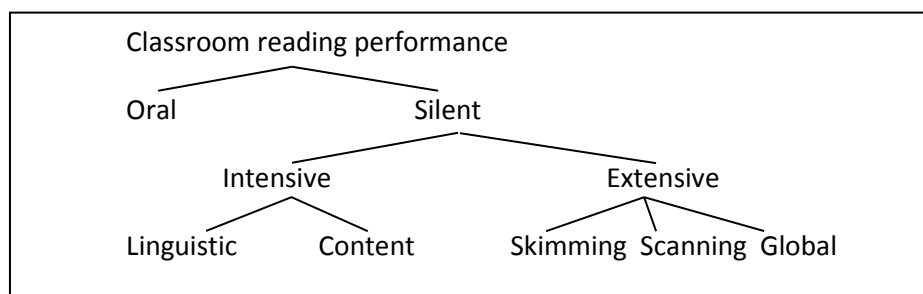 Classroom reading performance
Oral Silent
Intensive Extensive
Linguistic Content Skimming Scanning Global